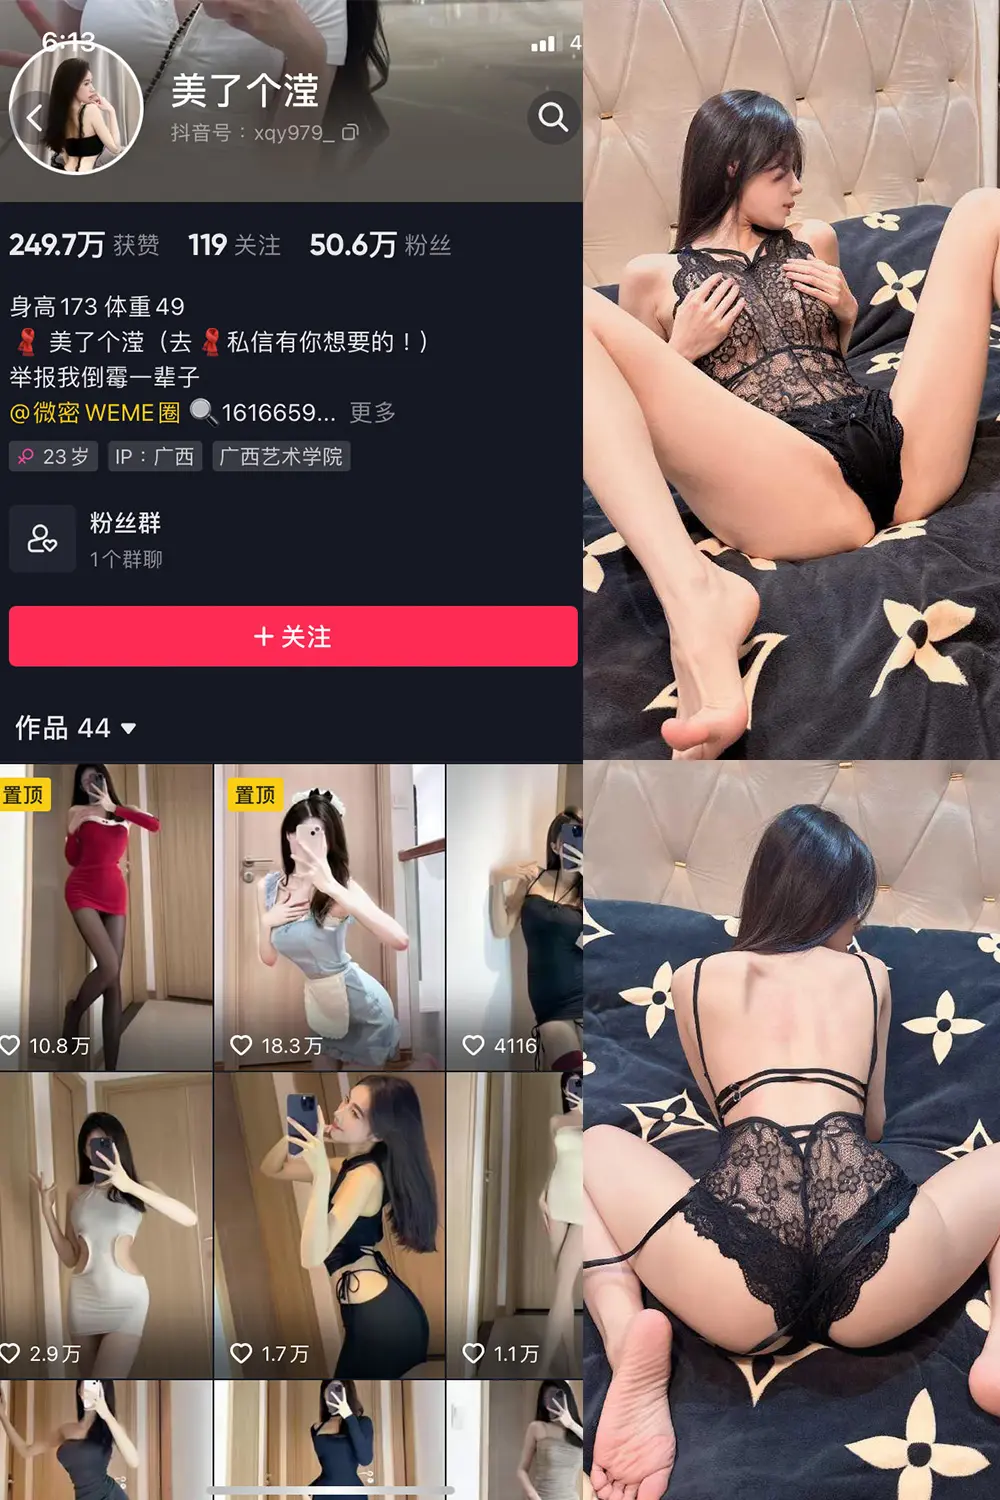 6:13
4
美了个滢
抖音号：xqy979_
249.7万 获赞 119 关注 50.6万 粉丝
身高173 体重49
美了个滢（去 私信有你想要的！）
举报我倒霉一辈子
@微密 WEME圈 1616659... 更多
23岁 IP：广西 广西艺术学院
粉丝群
1个群聊
+ 关注
作品 44
置顶 置顶
10.8万 18.3万 4116
2.9万 1.7万 1.1万